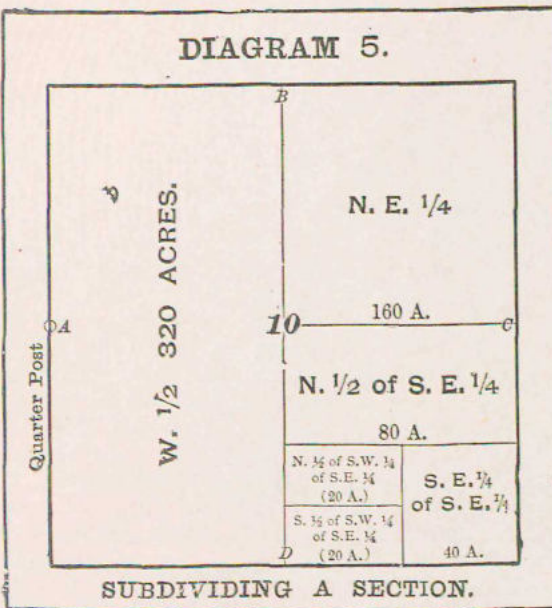 DIAGRAM 5.
B
N. E. 1/4
160 A.
W. 1/2 320 ACRES.
A
10
C
Quarter Post
N. 1/2 of S. E. 1/4
80 A.
N. ½ of S.W. ¼
of S.E. ¼
(20 A.)
S. ½ of S.W. ¼
of S.E. ¼
(20 A.)
D
S. E. 1/4
of S. E. 1/4
40 A.
SUBDIVIDING A SECTION.